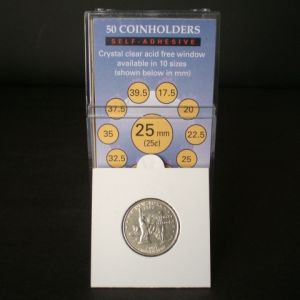 50 COINHOLDERS
SELF-ADHESIVE
Crystal clear acid free window
available in 10 sizes
(shown below in mm)
39.5 17.5
37.5 20
35 25 mm 22.5
(25c)
32.5 25